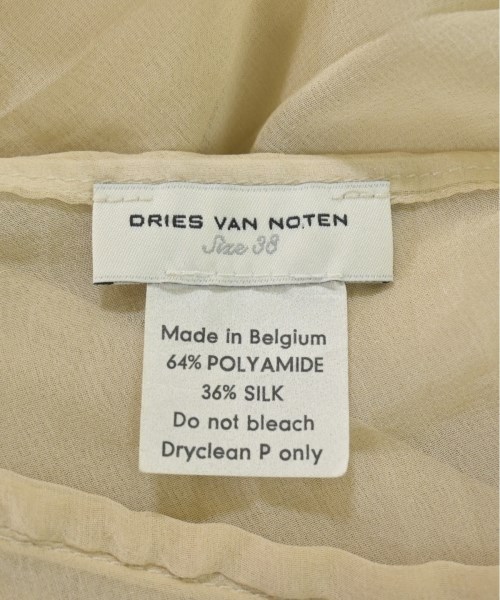 DRIES VAN NOTEN
Size 38
Made in Belgium
64% POLYAMIDE
36% SILK
Do not bleach
Dryclean P only